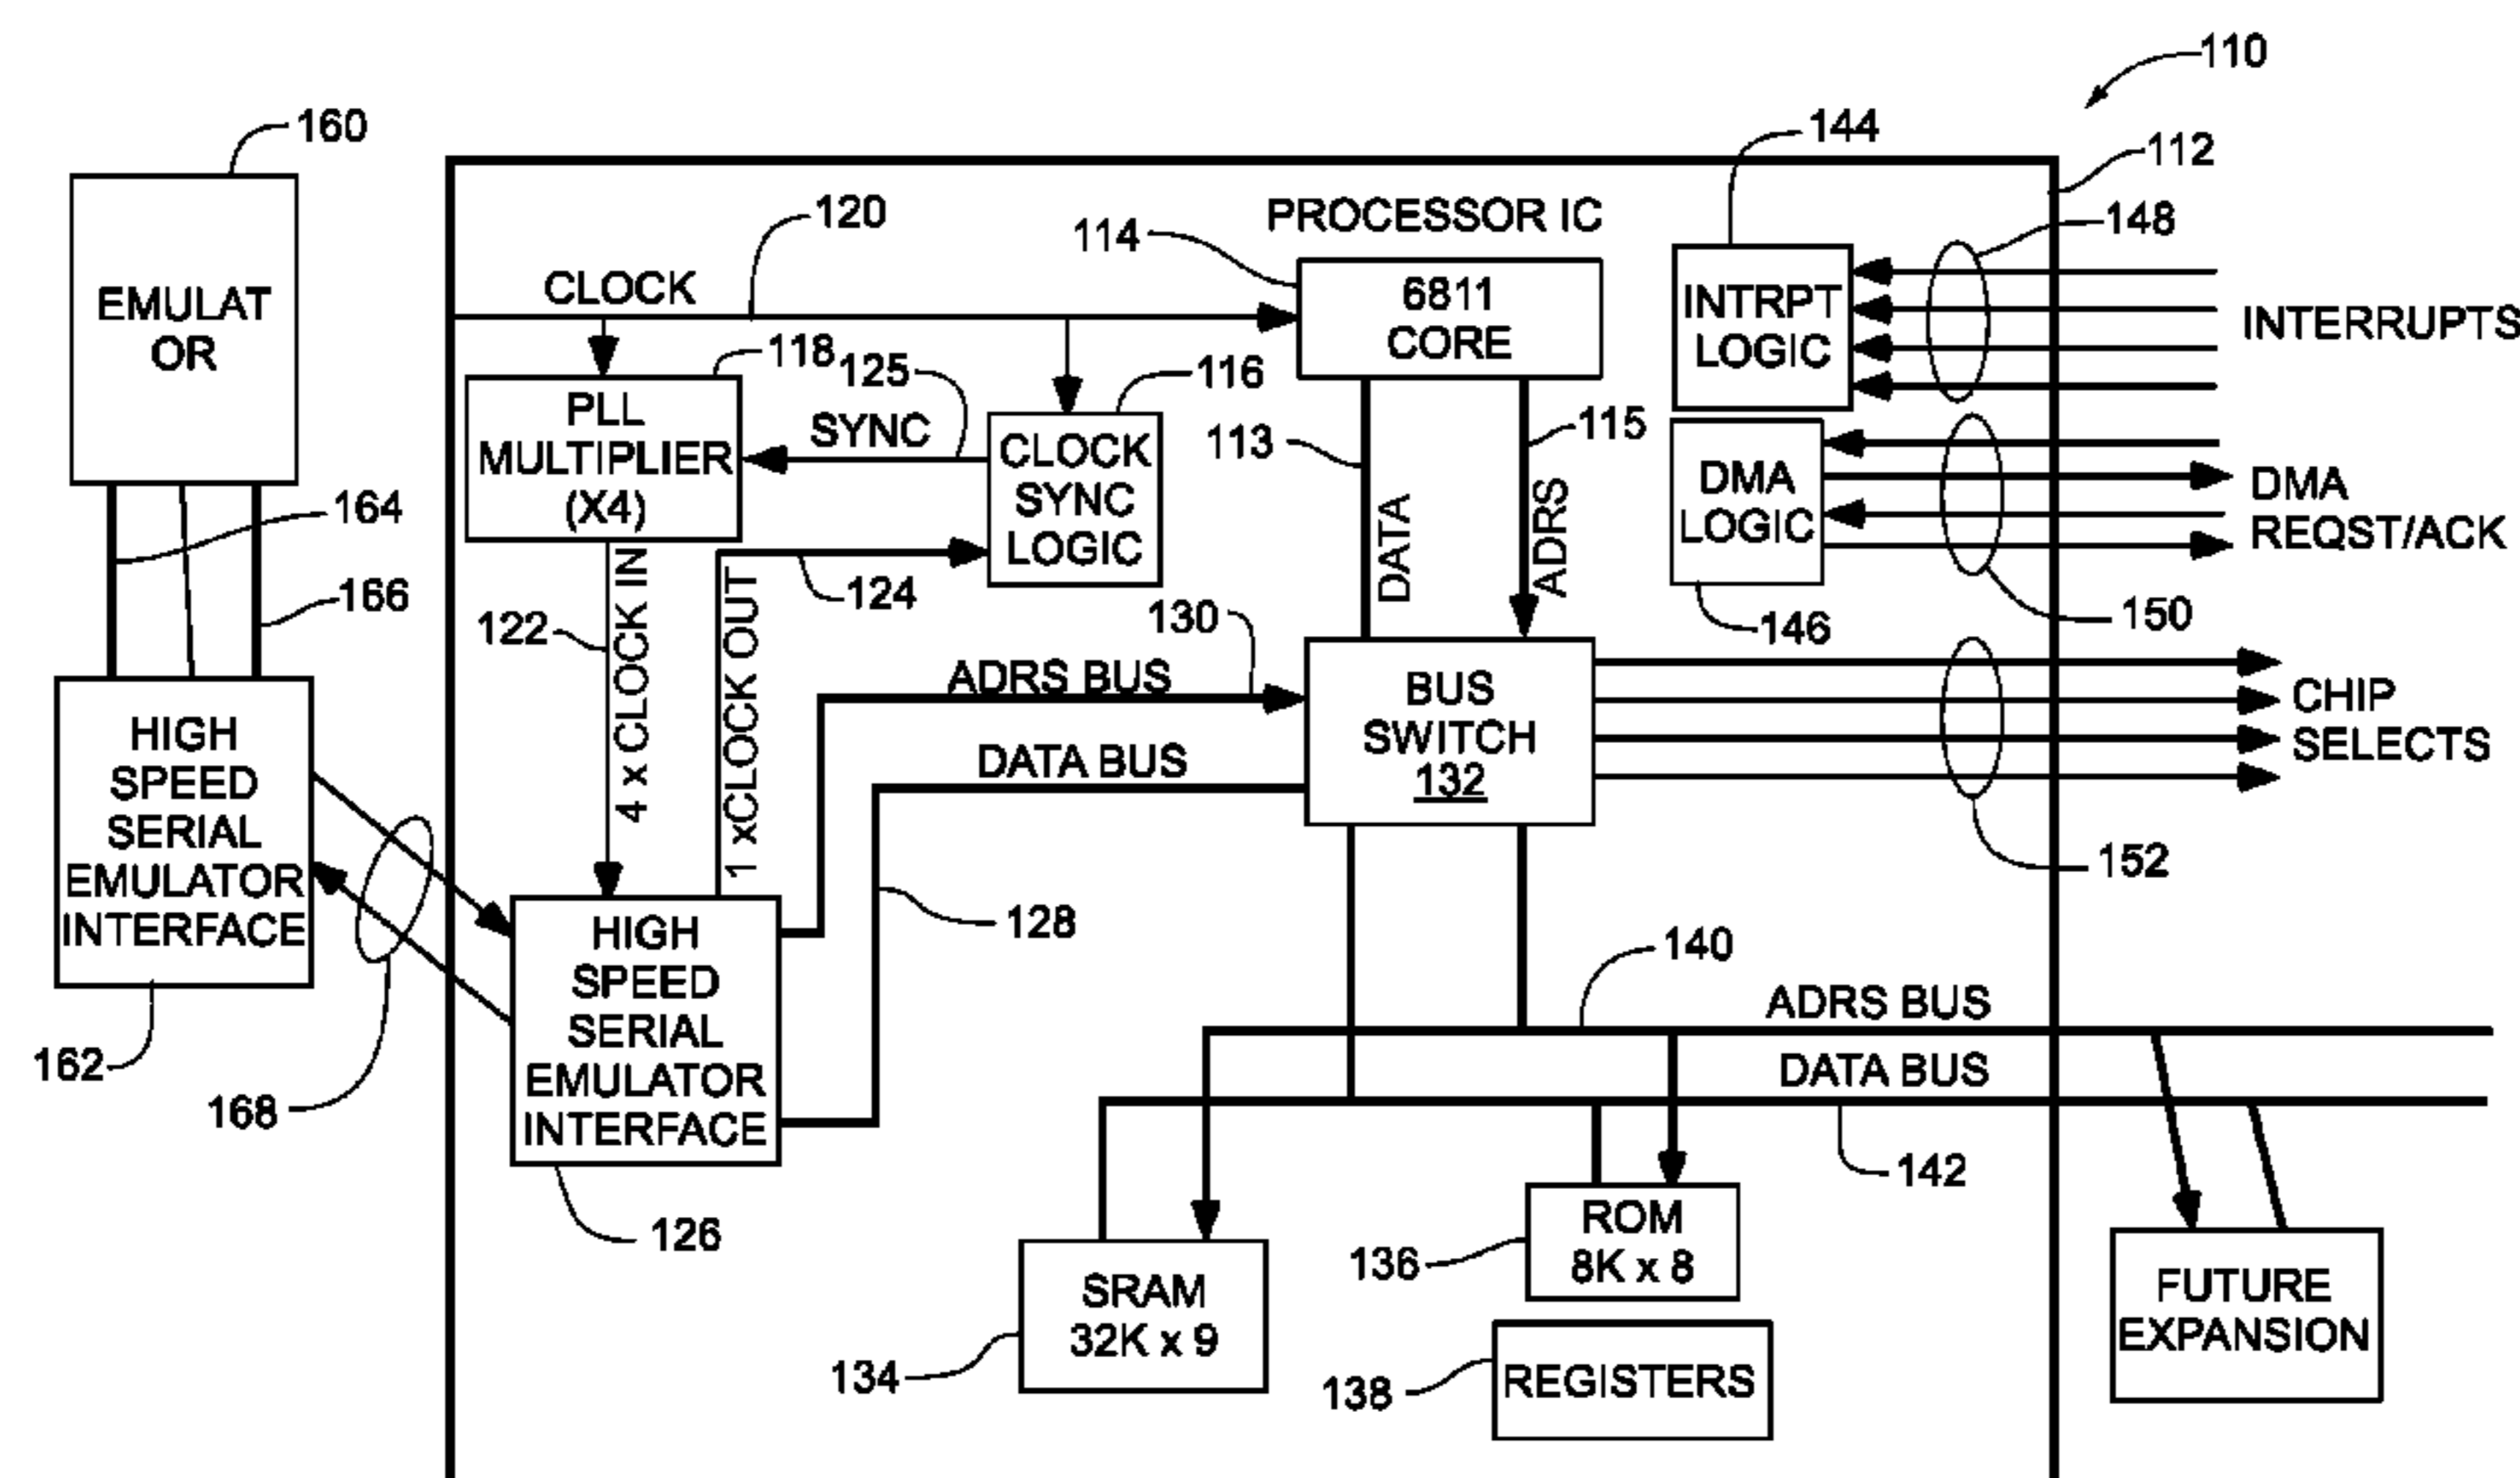 110
160
144
112
120
PROCESSOR IC
148
114
CLOCK
6811
CORE
INTRPT
LOGIC
INTERRUPTS
EMULAT
OR
118
125
116
PLL
MULTIPLIER
(X4)
SYNC
CLOCK
SYNC
LOGIC
113
115
DATA
ADRS
DMA
LOGIC
DMA
REQST/ACK
164
166
122
4 x CLOCK IN
1 xCLOCK OUT
124
130
146
150
ADRS BUS
DATA BUS
BUS
SWITCH
132
CHIP
SELECTS
152
HIGH
SPEED
SERIAL
EMULATOR
INTERFACE
162
168
HIGH
SPEED
SERIAL
EMULATOR
INTERFACE
126
128
140
ADRS BUS
DATA BUS
142
136
ROM
8K x 8
SRAM
32K x 9
134
138
REGISTERS
FUTURE
EXPANSION